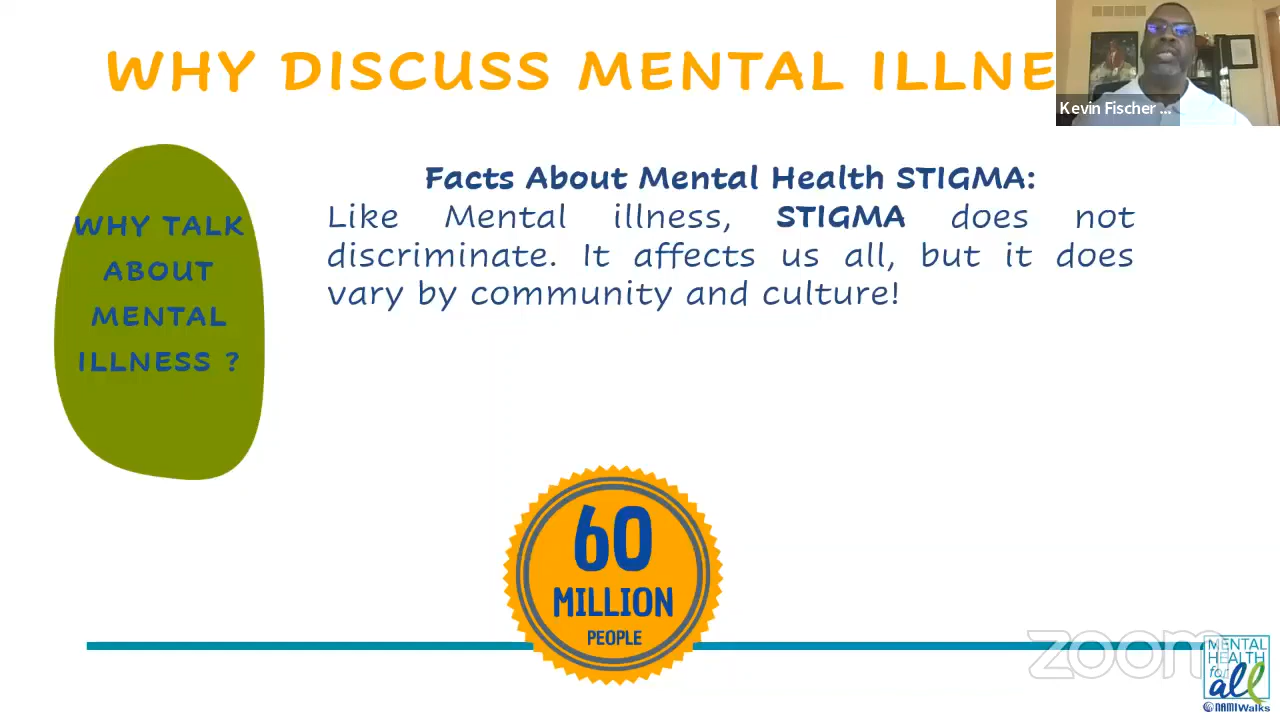 WHY DISCUSS MENTAL ILLNE
Kevin Fischer ...
WHY TALK
ABOUT
MENTAL
ILLNESS ?
Facts About Mental Health STIGMA:
Like Mental illness, STIGMA does not
discriminate. It affects us all, but it does
vary by community and culture!
60
MILLION
PEOPLE
zoom
MENTAL
HEALTH
for
all
NAMIWalks